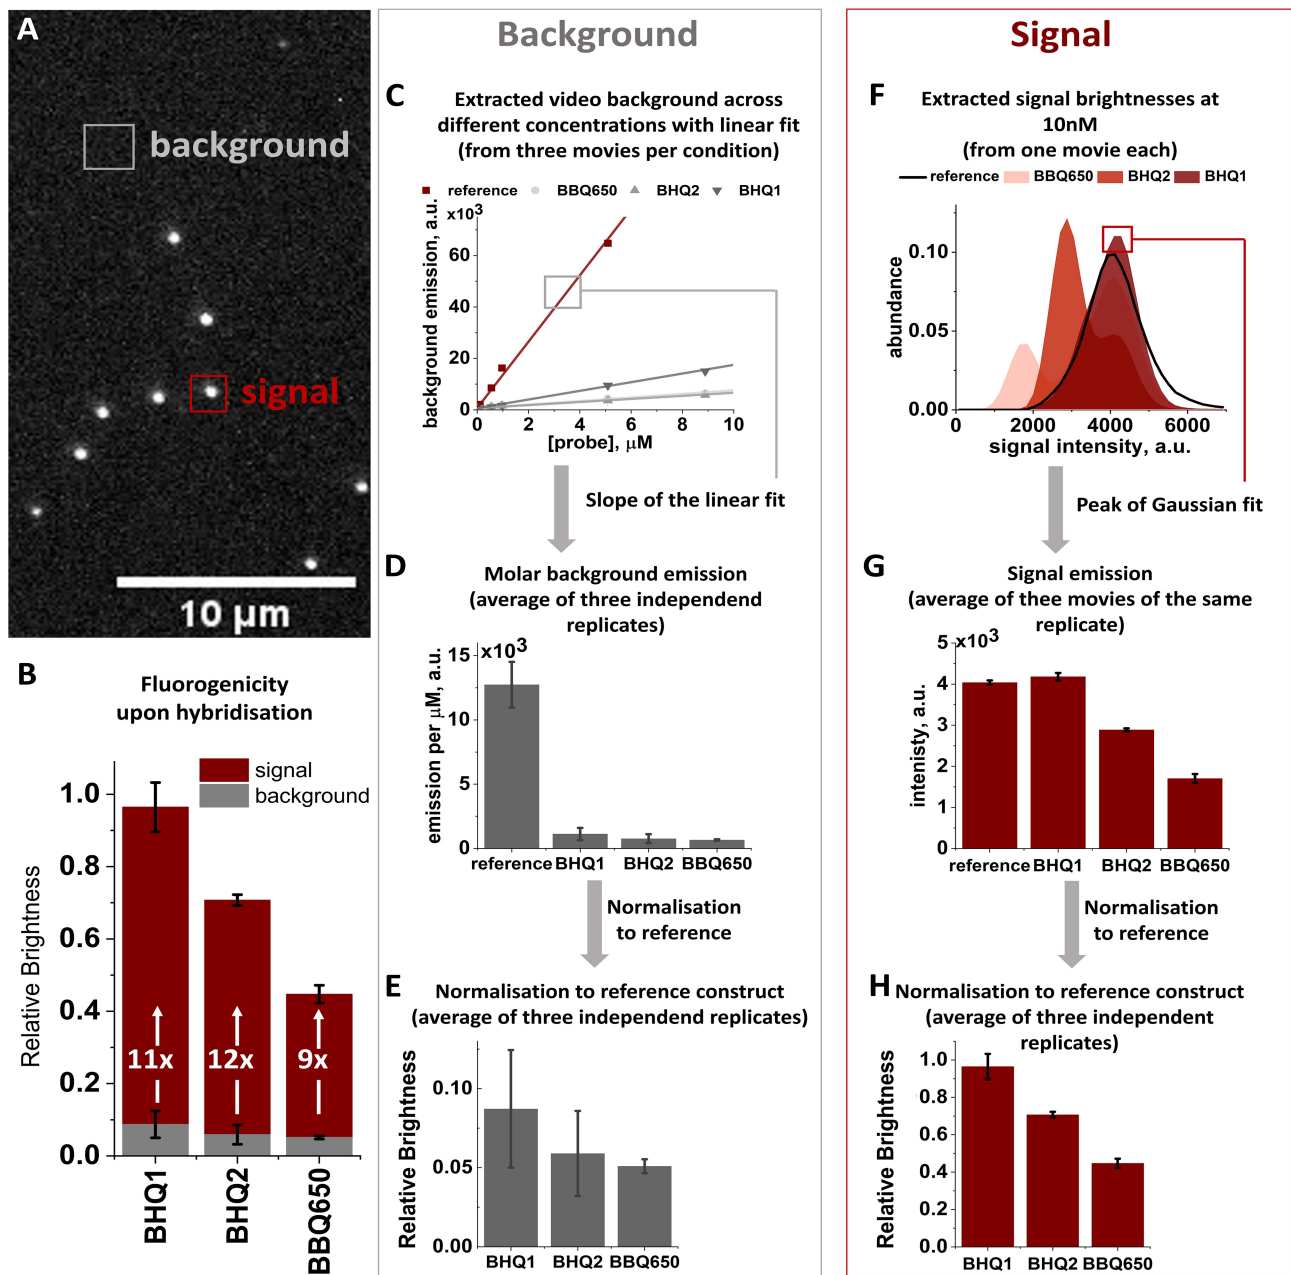 A
background
signal
10 μm
B
Fluorogenicity
upon hybridisation
signal
background
Relative Brightness
1.0
0.8
0.6
0.4
0.2
0.0
11x
12x
9x
BHQ1
BHQ2
BBQ650
Background
C
Extracted video background across
different concentrations with linear fit
(from three movies per condition)
reference BBQ650 BHQ2 BHQ1
x10³
background emission, a.u.
60
40
20
0
0 2 4 6 8 10
[probe], μM
Slope of the linear fit
D
Molar background emission
(average of three independend
replicates)
x10³
emission per μM, a.u.
15
10
5
0
reference BHQ1 BHQ2 BBQ650
Normalisation
to reference
E
Normalisation to reference construct
(average of three independend replicates)
Relative Brightness
0.10
0.05
0.00
BHQ1 BHQ2 BBQ650
Signal
F
Extracted signal brightnesses at
10nM
(from one movie each)
reference BBQ650 BHQ2 BHQ1
abundance
0.10
0.05
0.00
0 2000 4000 6000
signal intensity, a.u.
Peak of Gaussian fit
G
Signal emission
(average of thee movies of the same
replicate)
x10³
intenisty, a.u.
5
4
3
2
1
0
reference BHQ1 BHQ2 BBQ650
Normalisation
to reference
H
Normalisation to reference construct
(average of three independent
replicates)
Relative Brightness
1.0
0.8
0.6
0.4
0.2
0.0
BHQ1 BHQ2 BBQ650